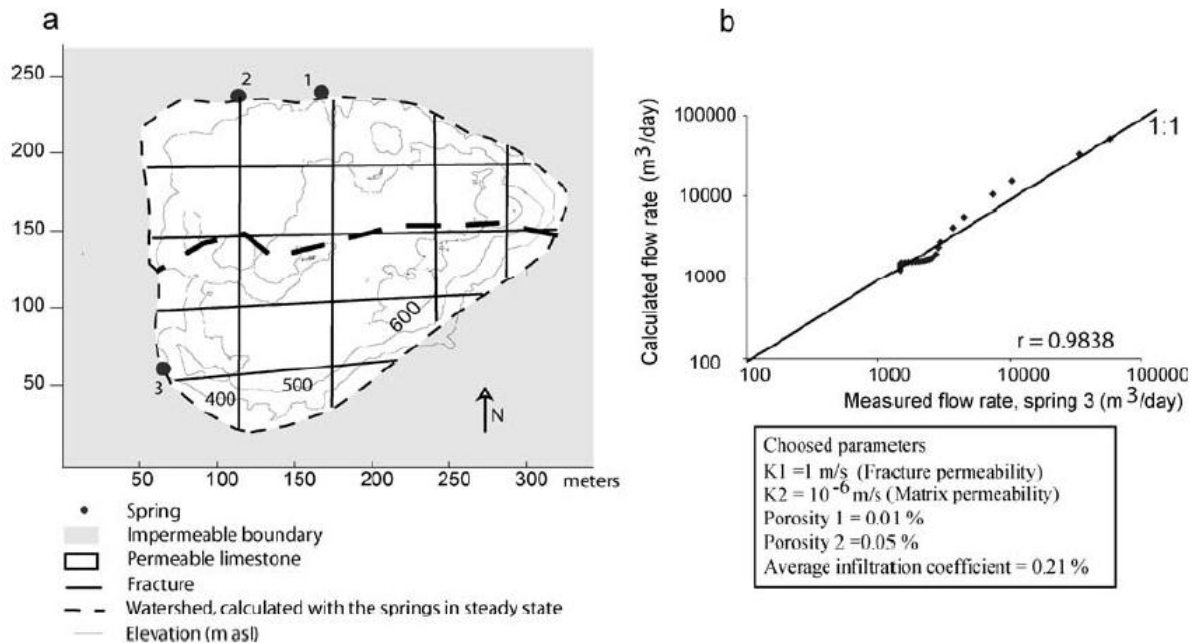 a
250
200
150
100
50
2
1
3
600
500
400
N
50 100 150 200 250 300 meters
Spring
Impermeable boundary
Permeable limestone
Fracture
Watershed, calculated with the springs in steady state
Elevation (m asl)
b
Calculated flow rate (m³/day)
100000
10000
1000
100
1:1
r = 0.9838
100 1000 10000 100000
Measured flow rate, spring 3 (m³/day)
Choosed parameters
K1 =1 m/s (Fracture permeability)
K2 = 10⁻⁶ m/s (Matrix permeability)
Porosity 1 = 0.01 %
Porosity 2 =0.05 %
Average infiltration coefficient = 0.21 %